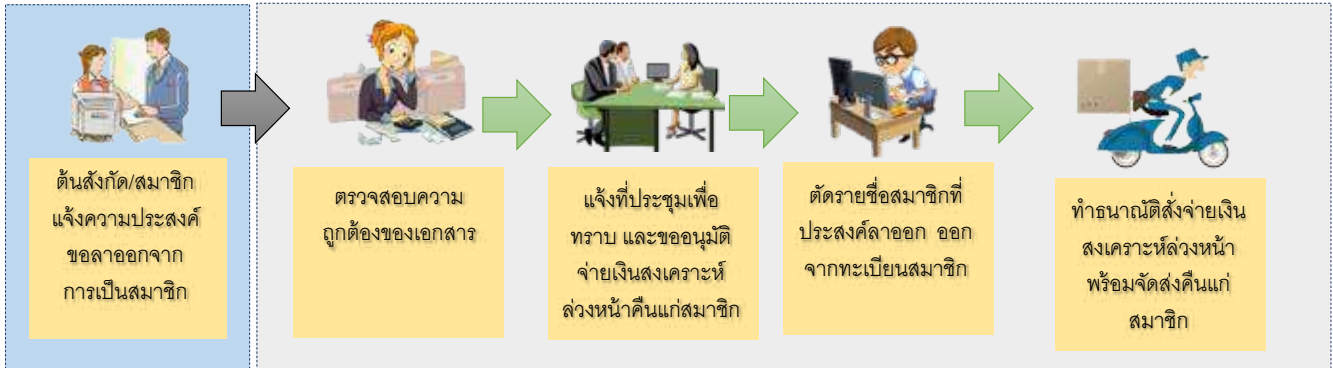 ต้นสังกัด/สมาชิก
แจ้งความประสงค์
ขอลาออกจาก
การเป็นสมาชิก
ตรวจสอบความ
ถูกต้องของเอกสาร
แจ้งที่ประชุมเพื่อ
ทราบ และขออนุมัติ
จ่ายเงินสงเคราะห์
ล่วงหน้าคืนแก่สมาชิก
ตัดรายชื่อสมาชิกที่
ประสงค์ลาออก ออก
จากทะเบียนสมาชิก
ทำธนาณัติสั่งจ่ายเงิน
สงเคราะห์ล่วงหน้า
พร้อมจัดส่งคืนแก่
สมาชิก